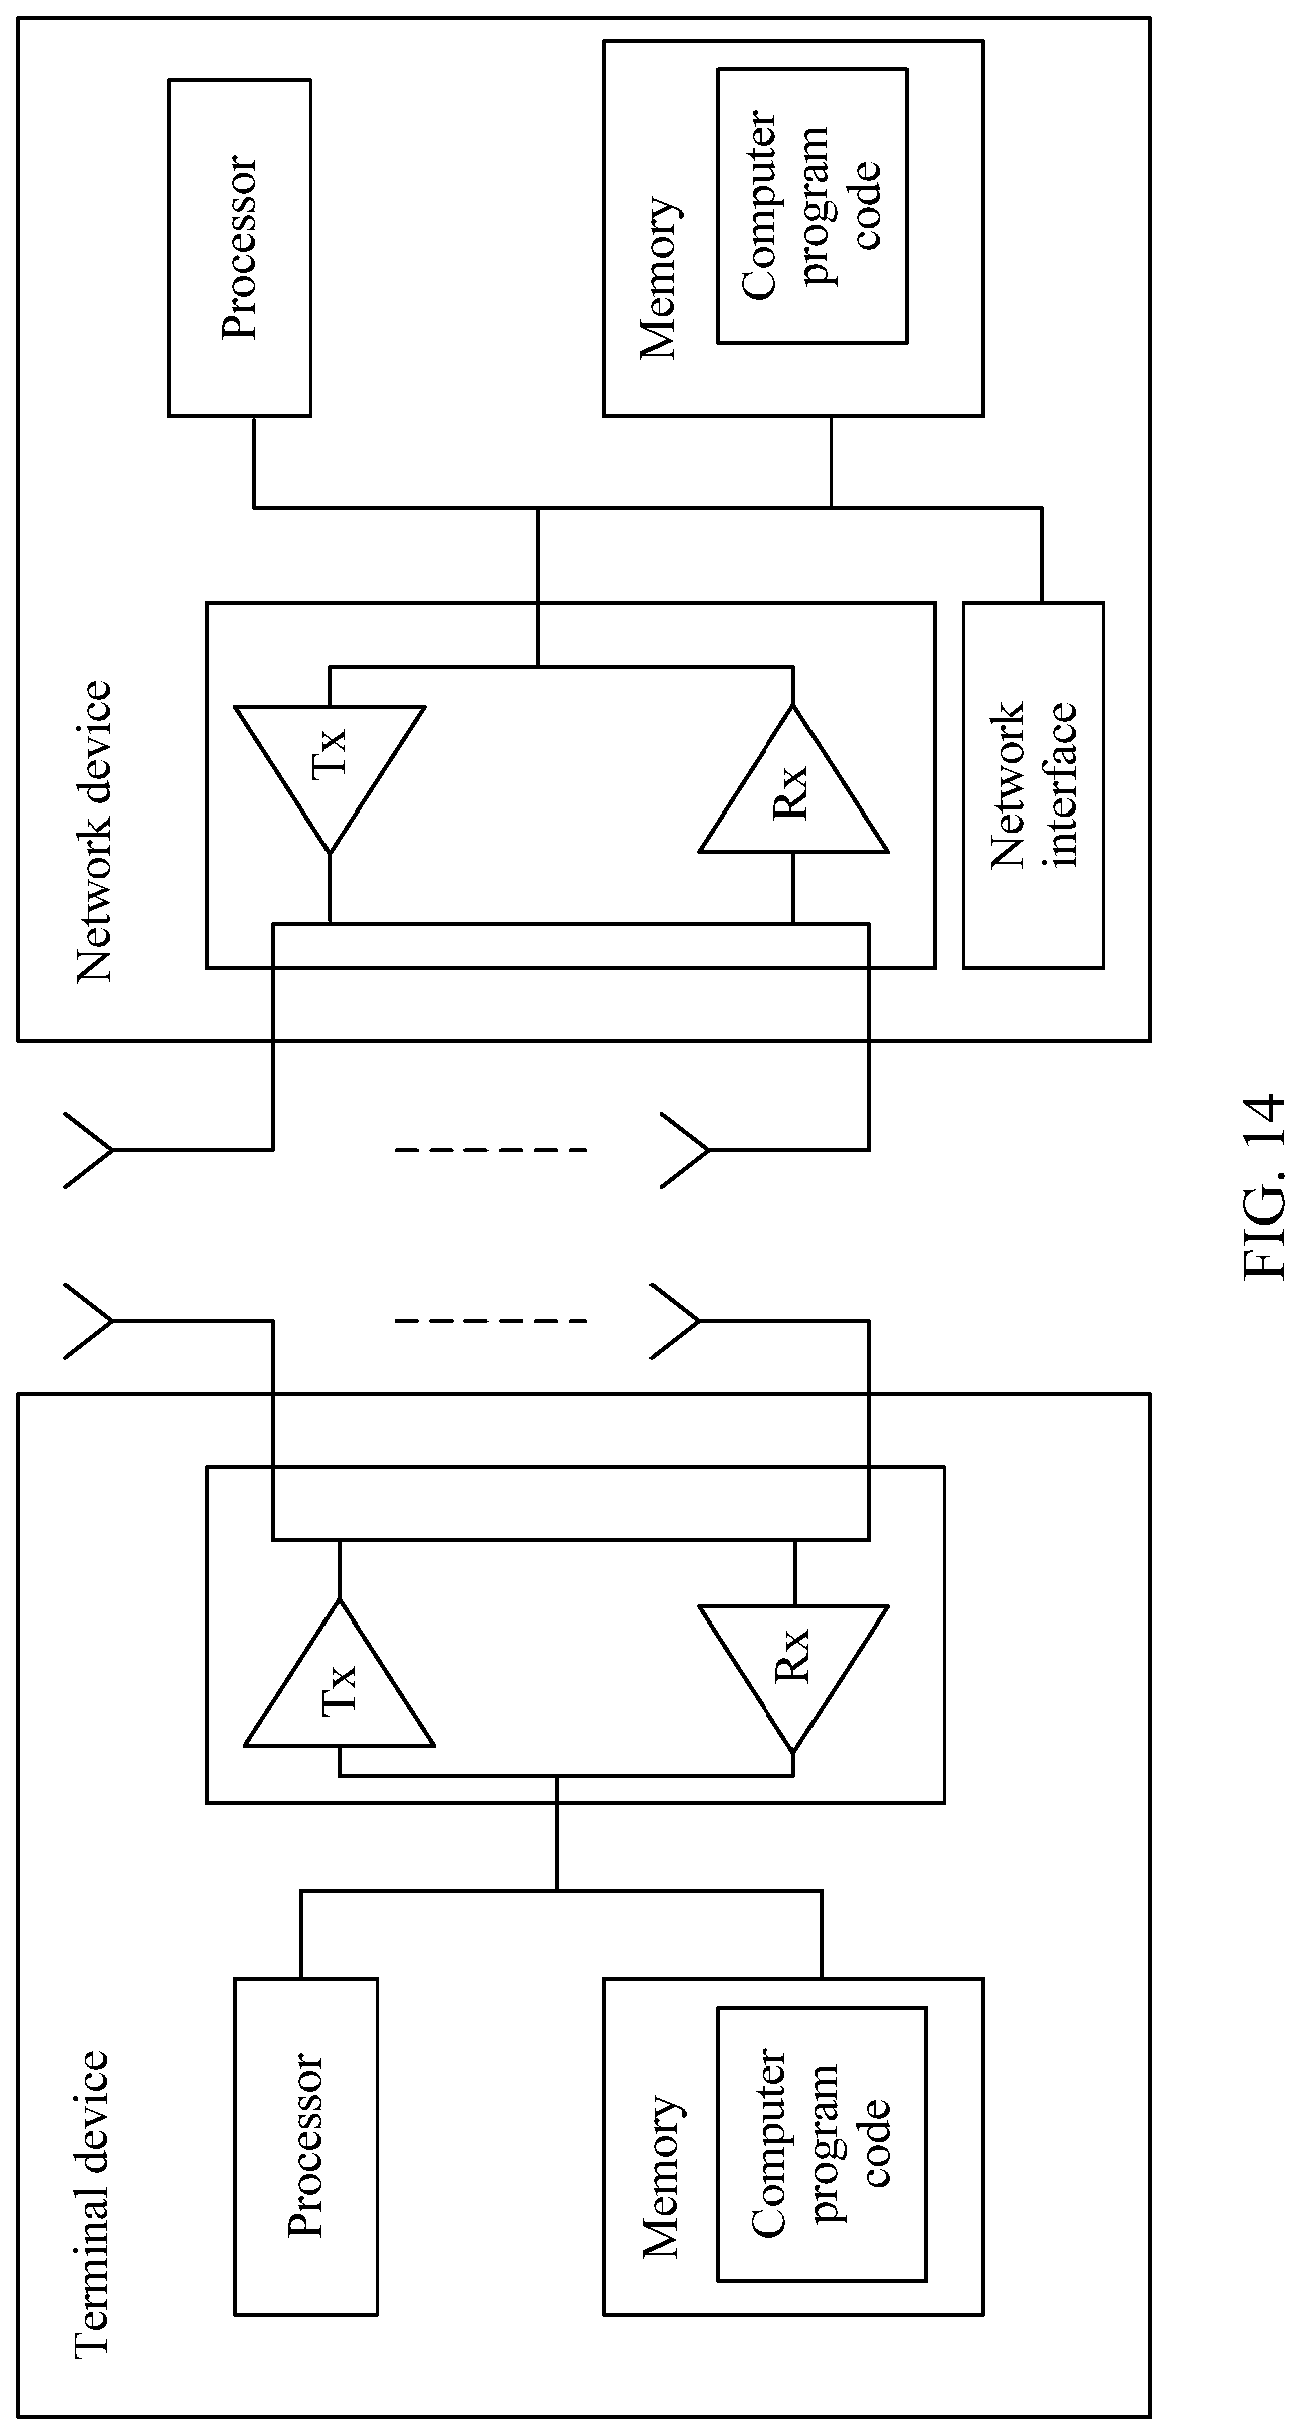 Terminal device
Processor
Memory
Computer
program
code
Tx
Rx
Network device
Tx
Rx
Network
interface
Processor
Memory
Computer
program
code
FIG. 14